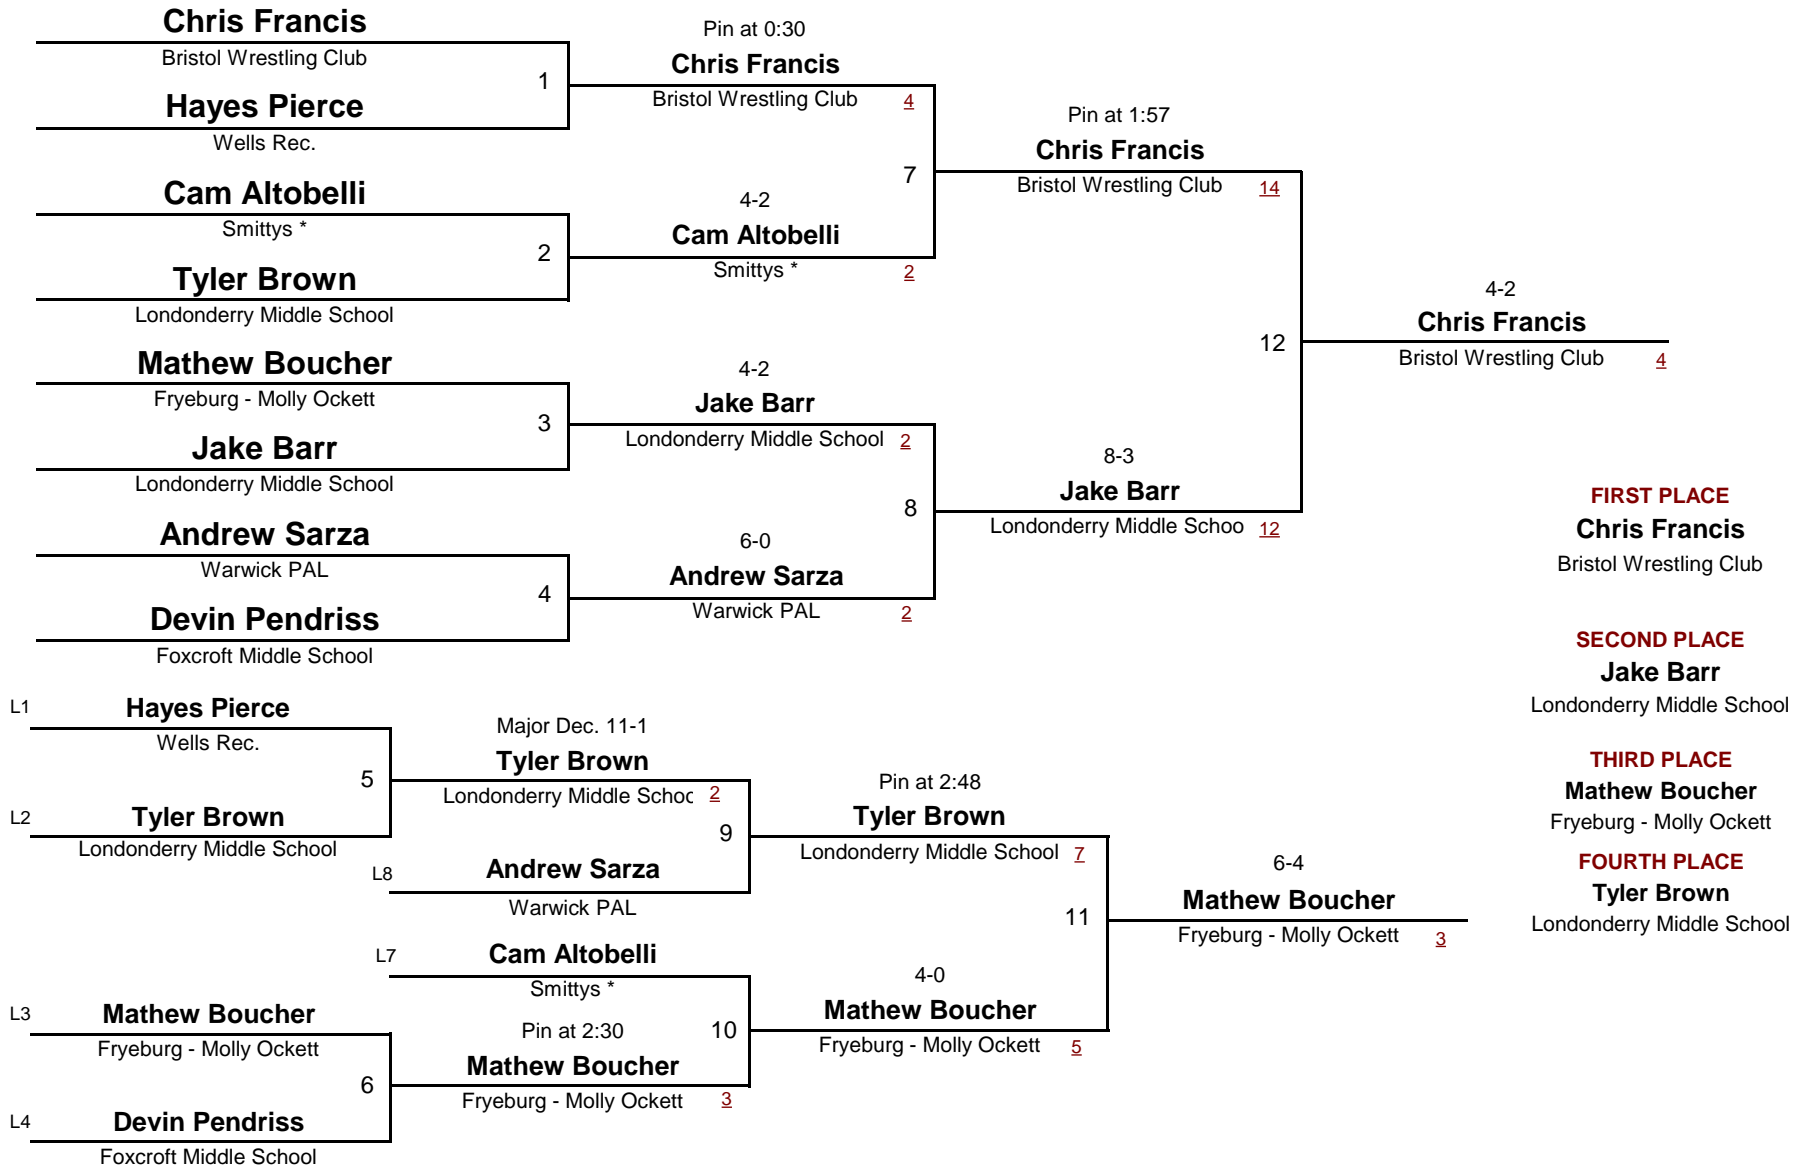 Chris Francis
Bristol Wrestling Club
1
Hayes Pierce
Wells Rec.
Cam Altobelli
Smittys *
2
Tyler Brown
Londonderry Middle School
Mathew Boucher
Fryeburg - Molly Ockett
3
Jake Barr
Londonderry Middle School
Andrew Sarza
Warwick PAL
4
Devin Pendriss
Foxcroft Middle School
Pin at 0:30
Chris Francis
Bristol Wrestling Club 4
7
4-2
Cam Altobelli
Smittys * 2
4-2
Jake Barr
Londonderry Middle School 2
8
6-0
Andrew Sarza
Warwick PAL 2
Pin at 1:57
Chris Francis
Bristol Wrestling Club 14
12
8-3
Jake Barr
Londonderry Middle Schoo 12
4-2
Chris Francis
Bristol Wrestling Club 4
FIRST PLACE
Chris Francis
Bristol Wrestling Club
SECOND PLACE
Jake Barr
Londonderry Middle School
THIRD PLACE
Mathew Boucher
Fryeburg - Molly Ockett
FOURTH PLACE
Tyler Brown
Londonderry Middle School
L1 Hayes Pierce
Wells Rec.
5
L2 Tyler Brown
Londonderry Middle School
L3 Mathew Boucher
Fryeburg - Molly Ockett
6
L4 Devin Pendriss
Foxcroft Middle School
Major Dec. 11-1
Tyler Brown
Londonderry Middle Schoc 2
9
L8 Andrew Sarza
Warwick PAL
L7 Cam Altobelli
Smittys *
Pin at 2:30 10
Mathew Boucher
Fryeburg - Molly Ockett 3
Pin at 2:48
Tyler Brown
Londonderry Middle School 7
11
4-0
Mathew Boucher
Fryeburg - Molly Ockett 5
6-4
Mathew Boucher
Fryeburg - Molly Ockett 3